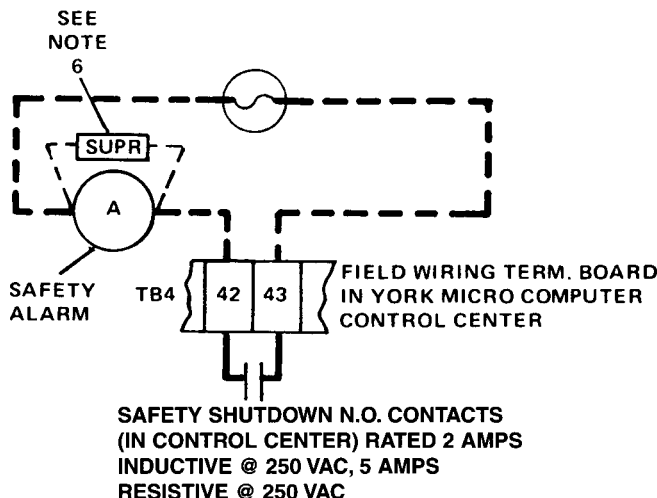 SEE
NOTE
6
SUPR
A
SAFETY
ALARM
TB4
42
43
FIELD WIRING TERM. BOARD
IN YORK MICRO COMPUTER
CONTROL CENTER
SAFETY SHUTDOWN N.O. CONTACTS
(IN CONTROL CENTER) RATED 2 AMPS
INDUCTIVE @ 250 VAC, 5 AMPS
RESISTIVE @ 250 VAC